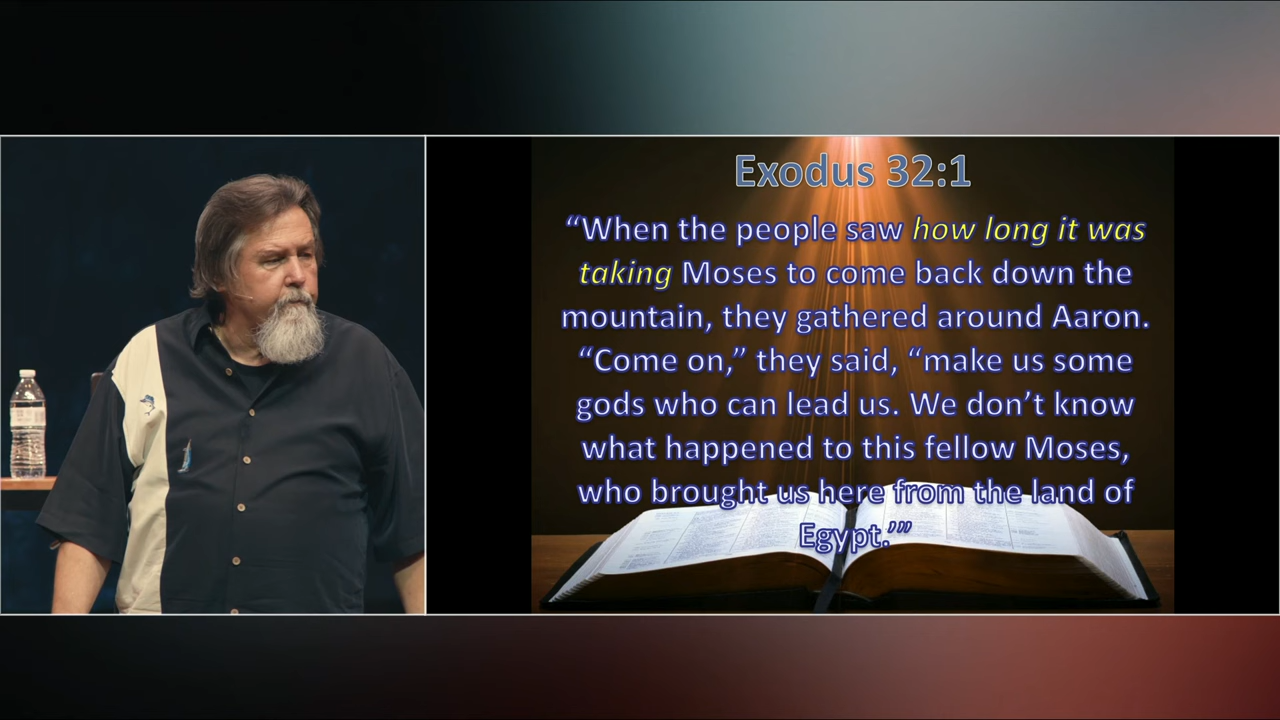 Exodus 32:1
“When the people saw how long it was
taking Moses to come back down the
mountain, they gathered around Aaron.
“Come on,” they said, “make us some
gods who can lead us. We don’t know
what happened to this fellow Moses,
who brought us here from the land of
Egypt.’”